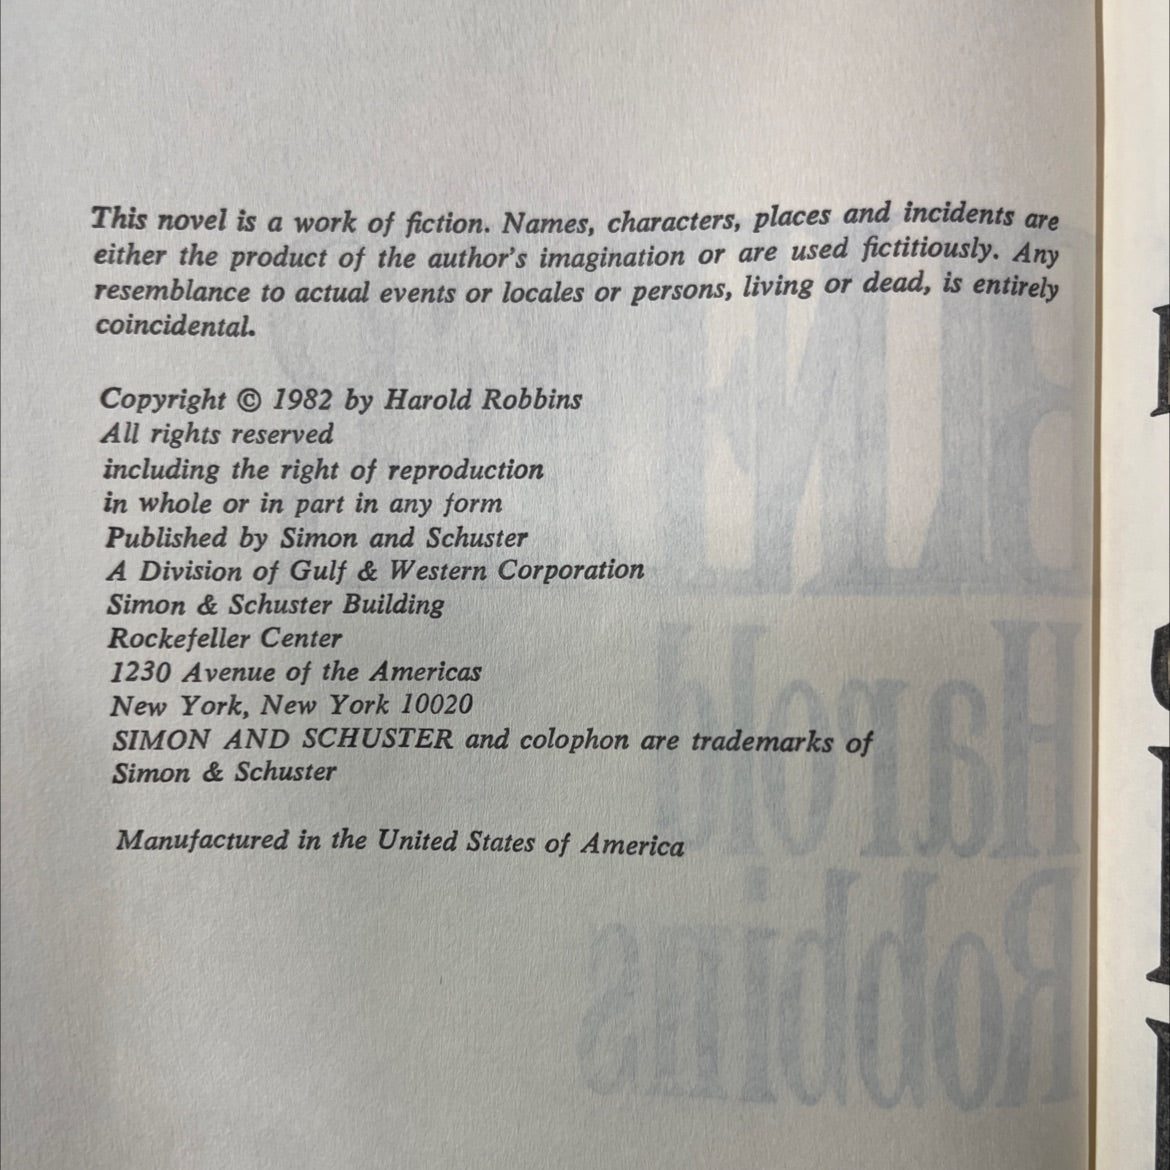 This novel is a work of fiction. Names, characters, places and incidents are
either the product of the author's imagination or are used fictitiously. Any
resemblance to actual events or locales or persons, living or dead, is entirely
coincidental.
Copyright © 1982 by Harold Robbins
All rights reserved
including the right of reproduction
in whole or in part in any form
Published by Simon and Schuster
A Division of Gulf & Western Corporation
Simon & Schuster Building
Rockefeller Center
1230 Avenue of the Americas
New York, New York 10020
SIMON AND SCHUSTER and colophon are trademarks of
Simon & Schuster
Manufactured in the United States of America
Harold
Robbins